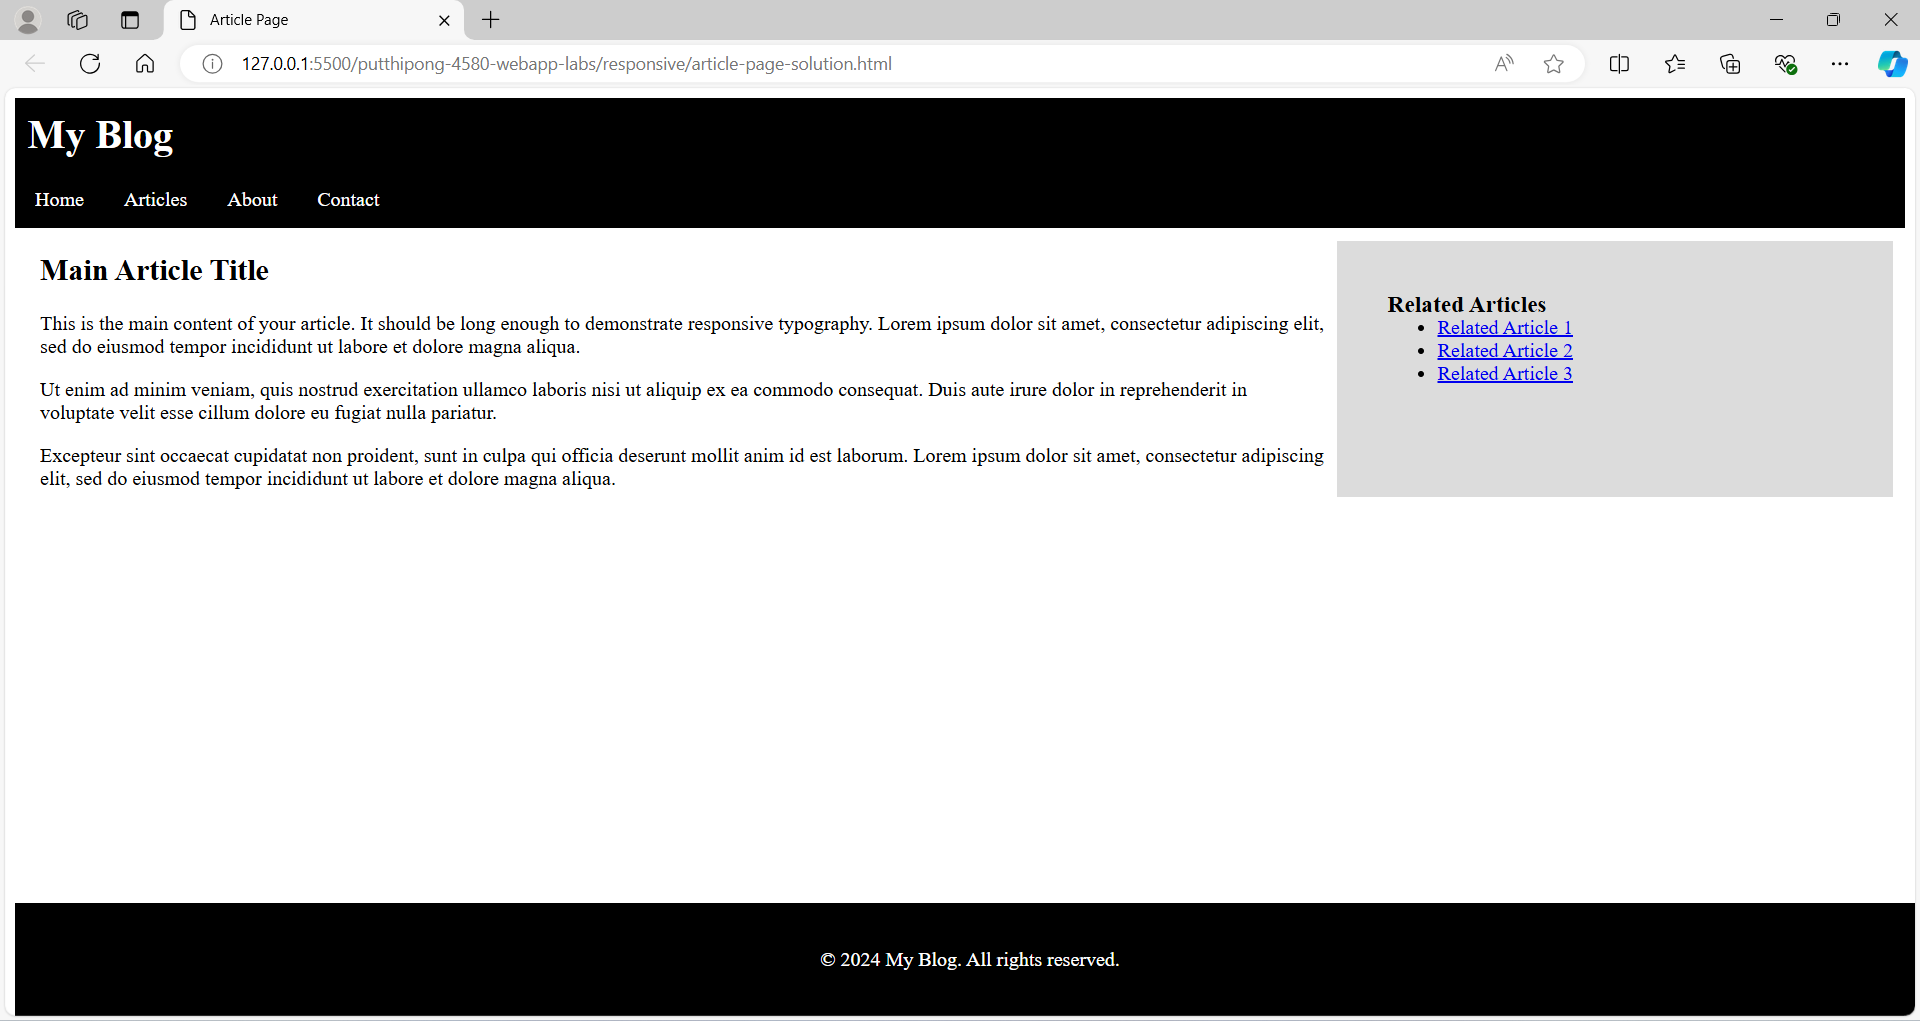 Article Page
127.0.0.1:5500/putthipong-4580-webapp-labs/responsive/article-page-solution.html
My Blog
Home Articles About Contact
Main Article Title
This is the main content of your article. It should be long enough to demonstrate responsive typography. Lorem ipsum dolor sit amet, consectetur adipiscing elit,
sed do eiusmod tempor incididunt ut labore et dolore magna aliqua.
Ut enim ad minim veniam, quis nostrud exercitation ullamco laboris nisi ut aliquip ex ea commodo consequat. Duis aute irure dolor in reprehenderit in
voluptate velit esse cillum dolore eu fugiat nulla pariatur.
Excepteur sint occaecat cupidatat non proident, sunt in culpa qui officia deserunt mollit anim id est laborum. Lorem ipsum dolor sit amet, consectetur adipiscing
elit, sed do eiusmod tempor incididunt ut labore et dolore magna aliqua.
Related Articles
• Related Article 1
• Related Article 2
• Related Article 3
© 2024 My Blog. All rights reserved.